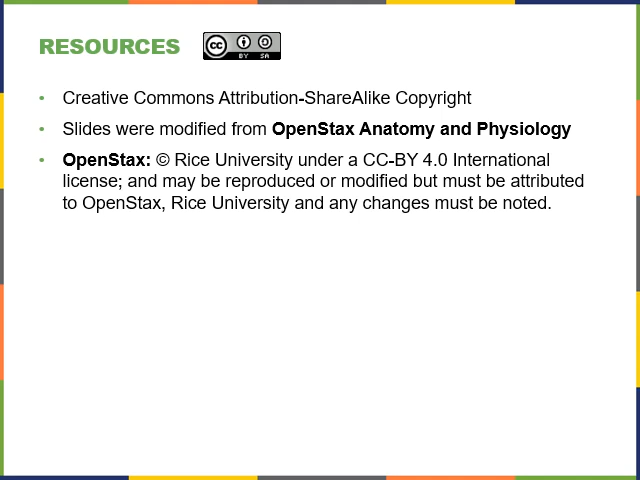 RESOURCES
cc BY SA
• Creative Commons Attribution-ShareAlike Copyright
• Slides were modified from OpenStax Anatomy and Physiology
• OpenStax: © Rice University under a CC-BY 4.0 International
license; and may be reproduced or modified but must be attributed
to OpenStax, Rice University and any changes must be noted.